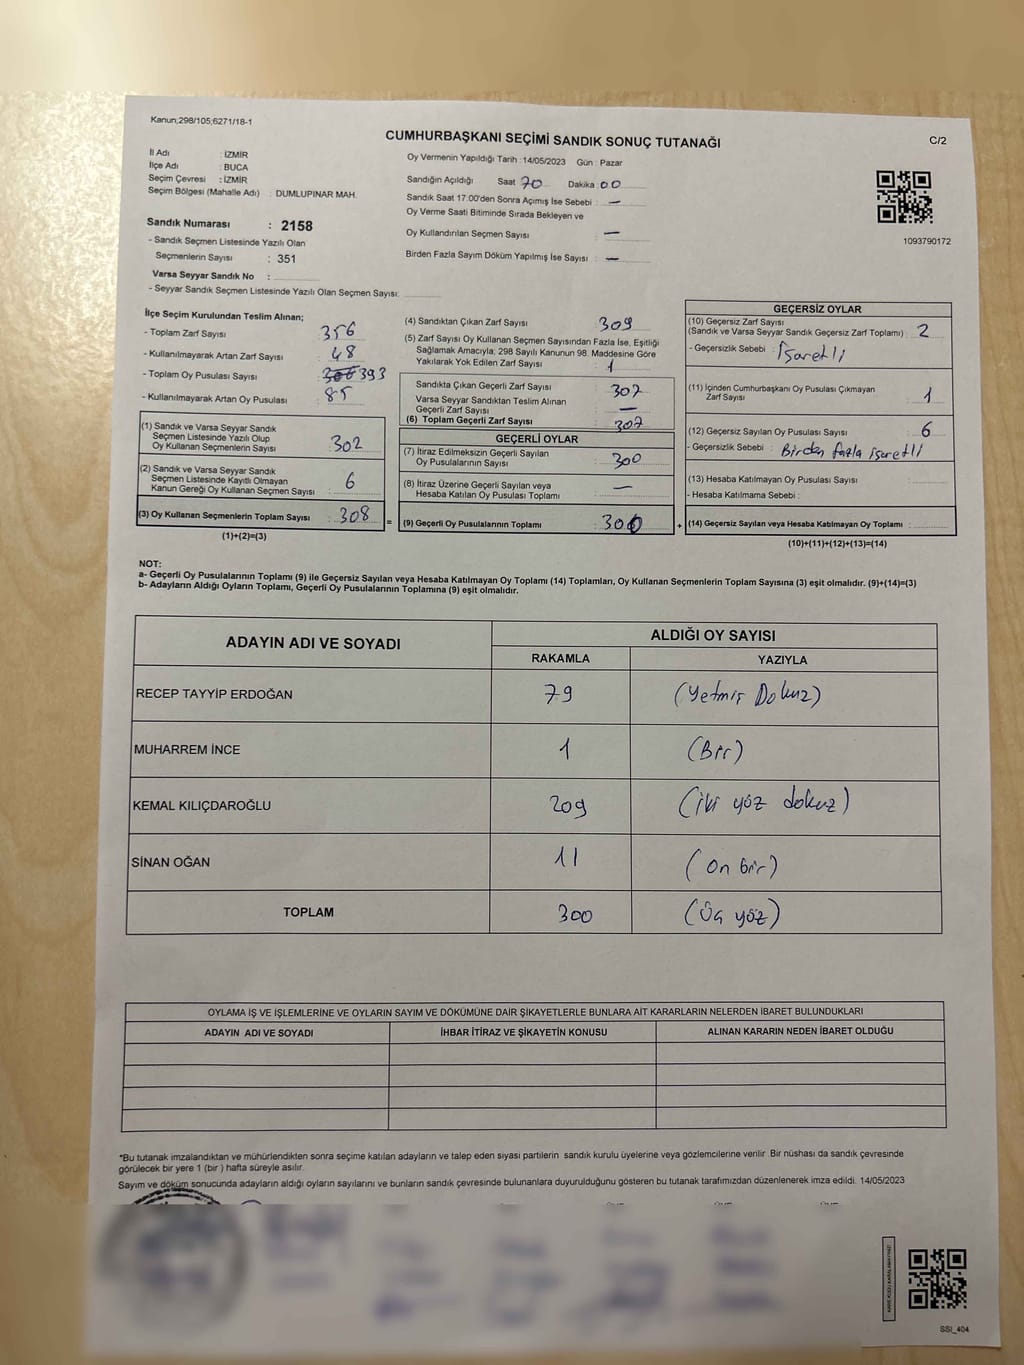 Kanun;298/105;6271/18-1
CUMHURBAŞKANI SEÇİMİ SANDIK SONUÇ TUTANAĞI
C/2
İl Adı : İZMİR
İlçe Adı : BUCA
Seçim Çevresi : İZMİR
Seçim Bölgesi (Mahalle Adı) : DUMLUPINAR MAH.
Sandık Numarası : 2158
- Sandık Seçmen Listesinde Yazılı Olan
Seçmenlerin Sayısı : 351
Varsa Seyyar Sandık No :
- Seyyar Sandık Seçmen Listesinde Yazılı Olan Seçmen Sayısı:
Oy Vermenin Yapıldığı Tarih : 14/05/2023 Gün : Pazar
Sandığın Açıldığı Saat : 70 Dakika : 00
Sandık Saat 17.00'den Sonra Açımış İse Sebebi : —
Oy Verme Saati Bitiminde Sırada Bekleyen ve
Oy Kullandırılan Seçmen Sayısı : —
Birden Fazla Sayım Döküm Yapılmış İse Sayısı : —
1093790172
İlçe Seçim Kurulundan Teslim Alınan;
- Toplam Zarf Sayısı : 356
- Kullanılmayarak Artan Zarf Sayısı : 48
- Toplam Oy Pusulası Sayısı : 393
- Kullanılmayarak Artan Oy Pusulası : 85
(1) Sandık ve Varsa Seyyar Sandık
Seçmen Listesinde Yazılı Olup
Oy Kullanan Seçmenlerin Sayısı : 302
(2) Sandık ve Varsa Seyyar Sandık
Seçmen Listesinde Kayıtlı Olmayan
Kanun Gereği Oy Kullanan Seçmen Sayısı : 6
(3) Oy Kullanan Seçmenlerin Toplam Sayısı : 308
(1)+(2)=(3)
=
(4) Sandıktan Çıkan Zarf Sayısı : 309
(5) Zarf Sayısı Oy Kullanan Seçmen Sayısından Fazla İse, Eşitliği
Sağlamak Amacıyla; 298 Sayılı Kanunun 98. Maddesine Göre
Yakılarak Yok Edilen Zarf Sayısı : 1
Sandıkta Çıkan Geçerli Zarf Sayısı : 307
Varsa Seyyar Sandıktan Teslim Alınan
Geçerli Zarf Sayısı : —
(6) Toplam Geçerli Zarf Sayısı : 307
GEÇERLİ OYLAR
(7) İtiraz Edilmeksizin Geçerli Sayılan
Oy Pusulalarının Sayısı : 300
(8) İtiraz Üzerine Geçerli Sayılan veya
Hesaba Katılan Oy Pusulası Toplamı : —
(9) Geçerli Oy Pusulalarının Toplamı : 300
+
GEÇERSİZ OYLAR
(10) Geçersiz Zarf Sayısı
(Sandık ve Varsa Seyyar Sandık Geçersiz Zarf Toplamı) : 2
- Geçersizlik Sebebi : İşaretli
(11) İçinden Cumhurbaşkanı Oy Pusulası Çıkmayan
Zarf Sayısı : 1
(12) Geçersiz Sayılan Oy Pusulası Sayısı : 6
- Geçersizlik Sebebi : Birden fazla işaretli
(13) Hesaba Katılmayan Oy Pusulası Sayısı :
- Hesaba Katılmama Sebebi :
(14) Geçersiz Sayılan veya Hesaba Katılmayan Oy Toplamı :
(10)+(11)+(12)+(13)=(14)
NOT:
a- Geçerli Oy Pusulalarının Toplamı (9) ile Geçersiz Sayılan veya Hesaba Katılmayan Oy Toplamı (14) Toplamları, Oy Kullanan Seçmenlerin Toplam Sayısına (3) eşit olmalıdır. (9)+(14)=(3)
b- Adayların Aldığı Oyların Toplamı, Geçerli Oy Pusulalarının Toplamına (9) eşit olmalıdır.
ADAYIN ADI VE SOYADI
ALDIĞI OY SAYISI
RAKAMLA YAZIYLA
RECEP TAYYİP ERDOĞAN 79 (Yetmiş Dokuz)
MUHARREM İNCE 1 (Bir)
KEMAL KILIÇDAROĞLU 209 (İki yüz dokuz)
SİNAN OĞAN 11 (on bir)
TOPLAM 300 (Üç yüz)
OYLAMA İŞ VE İŞLEMLERİNE VE OYLARIN SAYIM VE DÖKÜMÜNE DAİR ŞİKAYETLERLE BUNLARA AİT KARARLARIN NELERDEN İBARET BULUNDUKLARI
ADAYIN ADI VE SOYADI İHBAR İTİRAZ VE ŞİKAYETİN KONUSU ALINAN KARARIN NEDEN İBARET OLDUĞU
*Bu tutanak imzalandıktan ve mühürlendikten sonra seçime katılan adayların ve talep eden siyasi partilerin sandık kurulu üyelerine veya gözlemcilerine verilir .Bir nüshası da sandık çevresinde
görülecek bir yere 1 (bir ) hafta süreyle asılır.
Sayım ve döküm sonucunda adayların aldığı oyların sayılarını ve bunların sandık çevresinde bulunanlara duyurulduğunu gösteren bu tutanak tarafımızdan düzenlenerek imza edildi. 14/05/2023
SSI_404